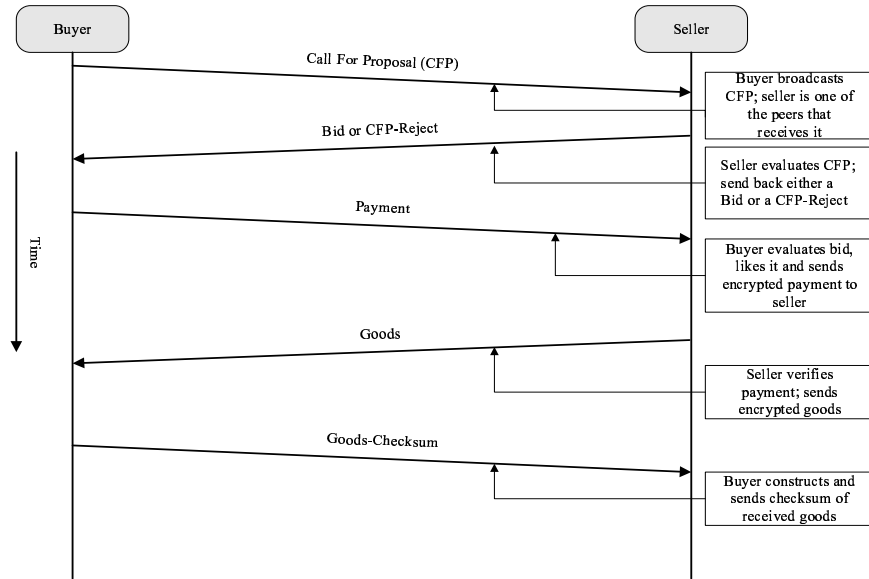 Buyer
Seller
Call For Proposal (CFP)
Buyer broadcasts
CFP; seller is one of
the peers that
receives it
Bid or CFP-Reject
Seller evaluates CFP;
send back either a
Bid or a CFP-Reject
Payment
Time
Buyer evaluates bid,
likes it and sends
encrypted payment to
seller
Goods
Seller verifies
payment; sends
encrypted goods
Goods-Checksum
Buyer constructs and
sends checksum of
received goods